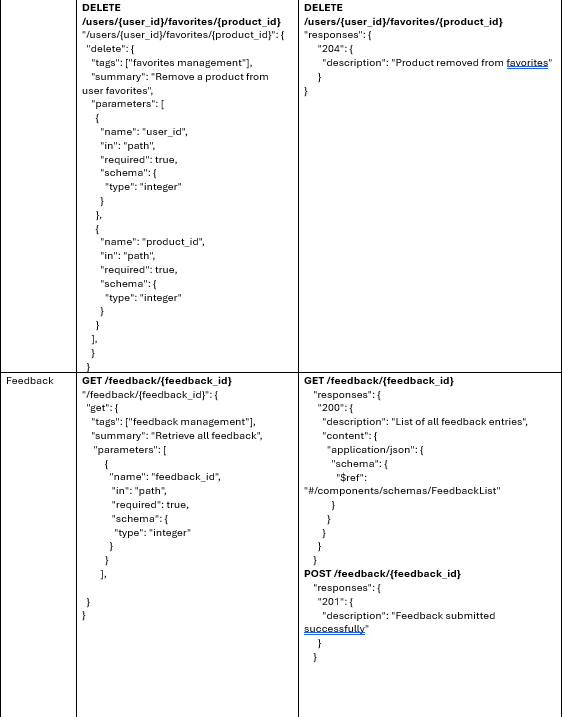 DELETE
/users/{user_id}/favorites/{product_id}
"/users/{user_id}/favorites/{product_id}": {
"delete": {
"tags": ["favorites management"],
"summary": "Remove a product from
user favorites",
"parameters": [
{
"name": "user_id",
"in": "path",
"required": true,
"schema": {
"type": "integer"
}
},
{
"name": "product_id",
"in": "path",
"required": true,
"schema": {
"type": "integer"
}
}
],
}
}
DELETE
/users/{user_id}/favorites/{product_id}
"responses": {
"204": {
"description": "Product removed from favorites"
}
}
Feedback
GET /feedback/{feedback_id}
"/feedback/{feedback_id}": {
"get": {
"tags": ["feedback management"],
"summary": "Retrieve all feedback",
"parameters": [
{
"name": "feedback_id",
"in": "path",
"required": true,
"schema": {
"type": "integer"
}
}
],
}
}
GET /feedback/{feedback_id}
"responses": {
"200": {
"description": "List of all feedback entries",
"content": {
"application/json": {
"schema": {
"$ref":
"#/components/schemas/FeedbackList"
}
}
}
}
}
POST /feedback/{feedback_id}
"responses": {
"201": {
"description": "Feedback submitted
successfully"
}
}